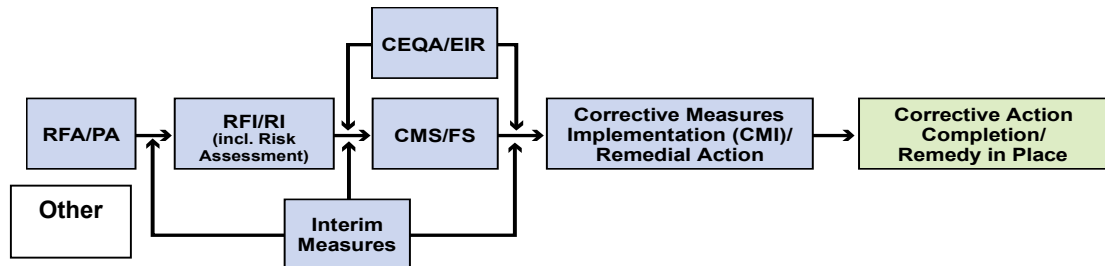 CEQA/EIR
RFA/PA
RFI/RI
(incl. Risk
Assessment)
CMS/FS
Corrective Measures
Implementation (CMI)/
Remedial Action
Corrective Action
Completion/
Remedy in Place
Other
Interim
Measures